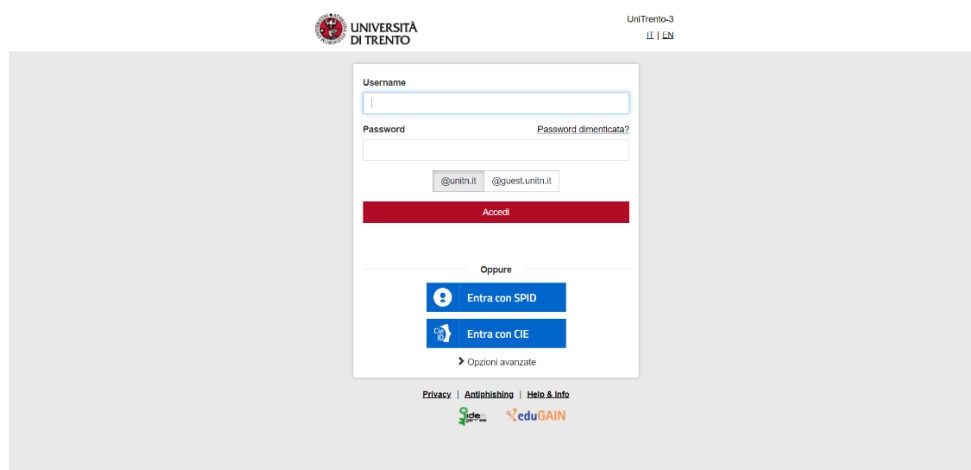 UNIVERSITÀ
DI TRENTO
UniTrento-3
IT | EN
Username
Password
Password dimenticata?
@unitn.it
@guest.unitn.it
Accedi
Oppure
Entra con SPID
Entra con CIE
Opzioni avanzate
Privacy | Antiphishing | Help & Info
eduGAIN